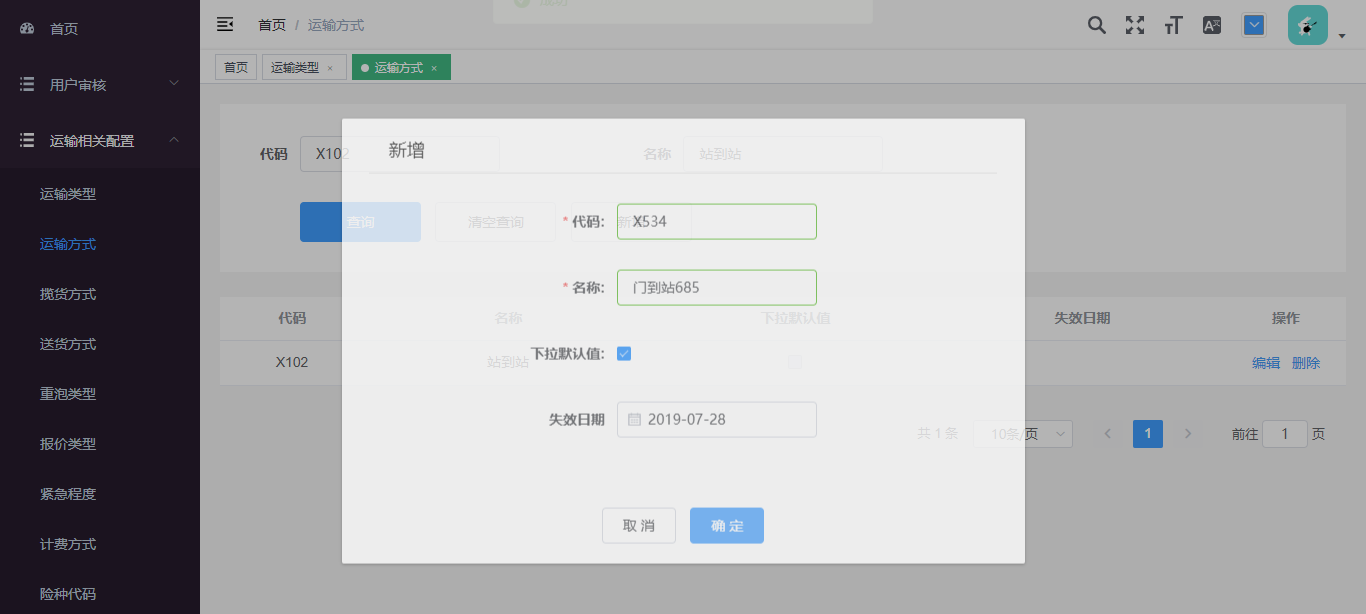 首页
用户审核
运输相关配置
运输类型
运输方式
揽货方式
送货方式
重泡类型
报价类型
紧急程度
计费方式
险种代码
首页 / 运输方式
首页 运输类型 × 运输方式 ×
代码 X102 名称 站到站
查询 清空查询 新增
代码 名称 下拉默认值 失效日期 操作
X102 站到站 编辑 删除
共 1 条 10条/页 1 前往 1 页
新增
* 代码: X534
* 名称: 门到站685
下拉默认值:
失效日期 2019-07-28
取 消 确 定